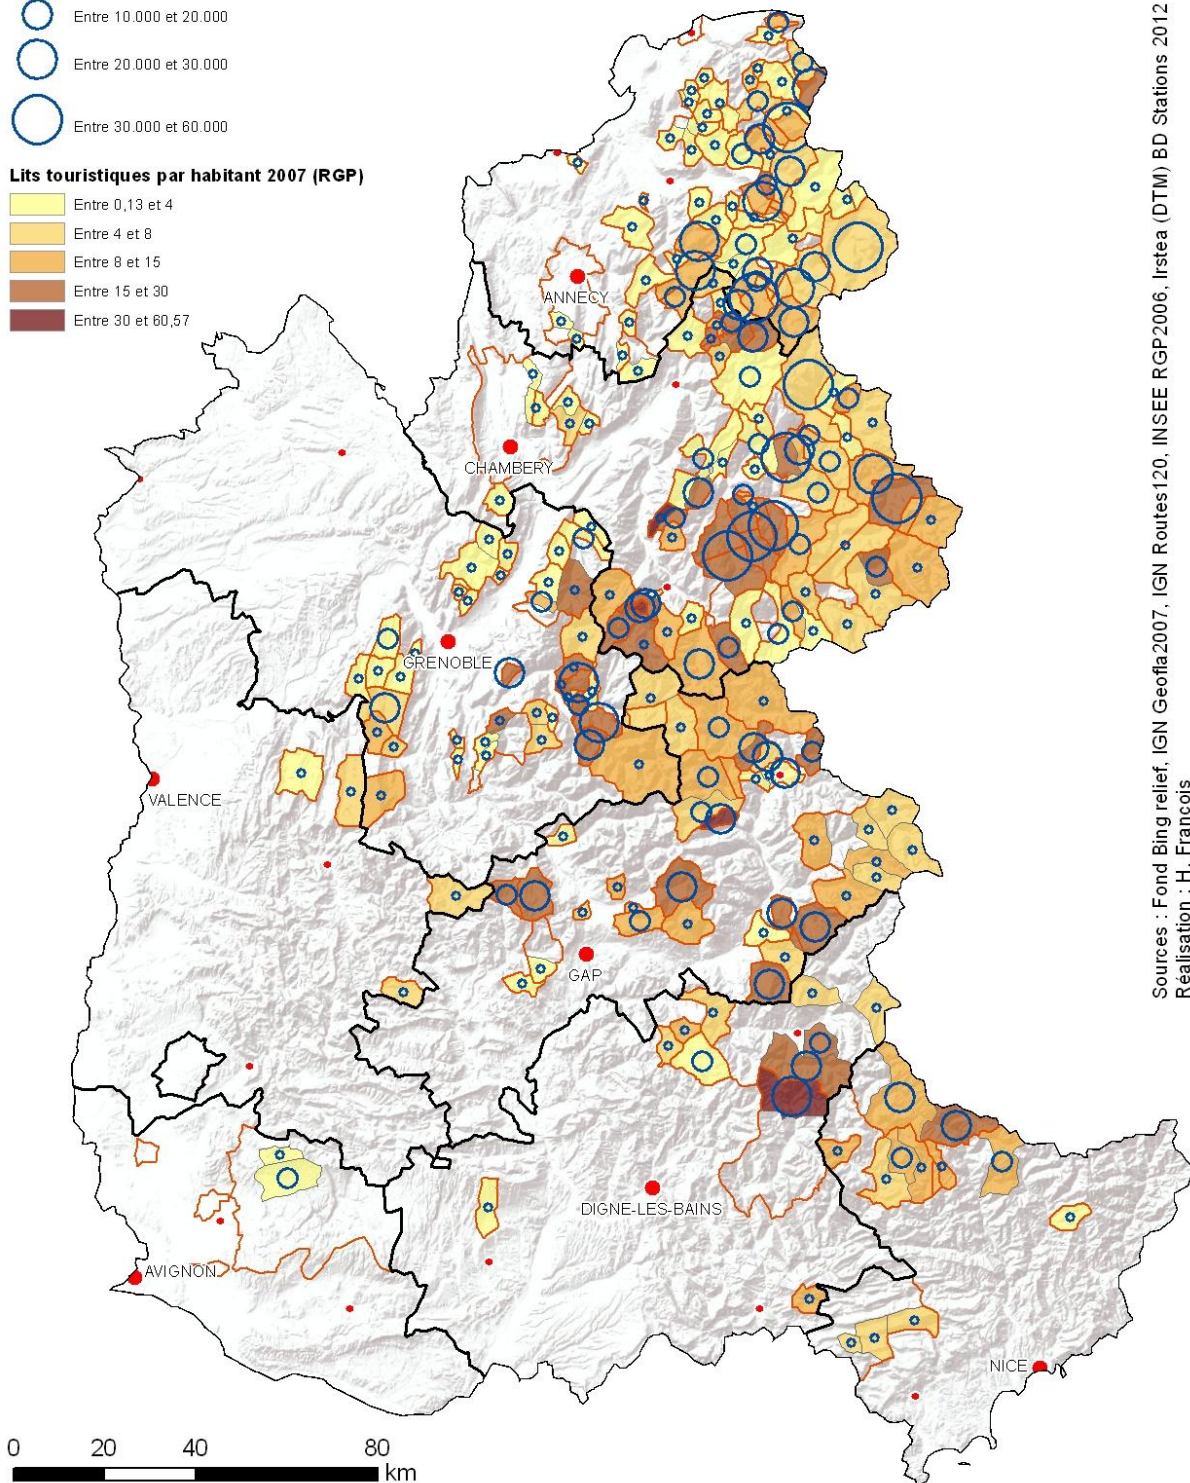 Entre 10.000 et 20.000
Entre 20.000 et 30.000
Entre 30.000 et 60.000
Lits touristiques par habitant 2007 (RGP)
Entre 0,13 et 4
Entre 4 et 8
Entre 8 et 15
Entre 15 et 30
Entre 30 et 60,57
Sources : Fond Bing relief, IGN Geofla2007, IGN Routes120, INSEE RGP2006, Irstea (DTM) BD Stations 2012
Réalisation : H. François
ANNECY
CHAMBERY
GRENOBLE
VALENCE
GAP
DIGNE-LES-BAINS
AVIGNON
NICE
0 20 40 80
km